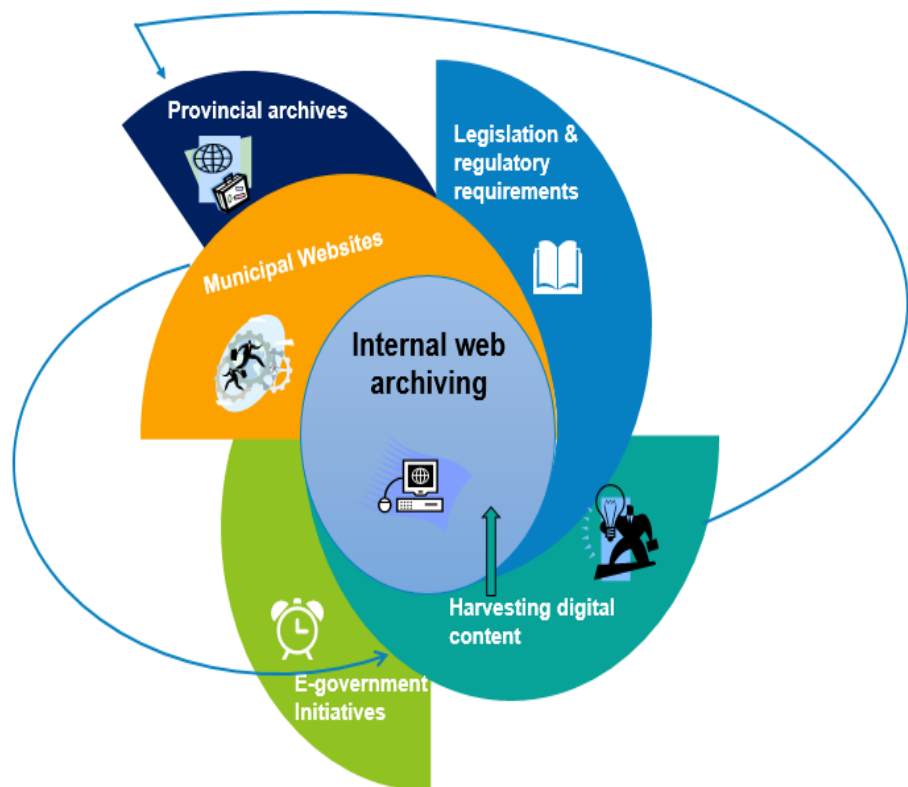 Provincial archives
Legislation &
regulatory
requirements
Municipal Websites
Internal web
archiving
Harvesting digital
content
E-government
Initiatives